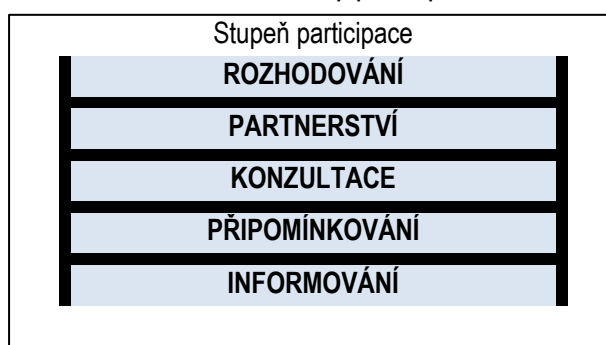 Stupeň participace
ROZHODOVÁNÍ
PARTNERSTVÍ
KONZULTACE
PŘIPOMÍNKOVÁNÍ
INFORMOVÁNÍ